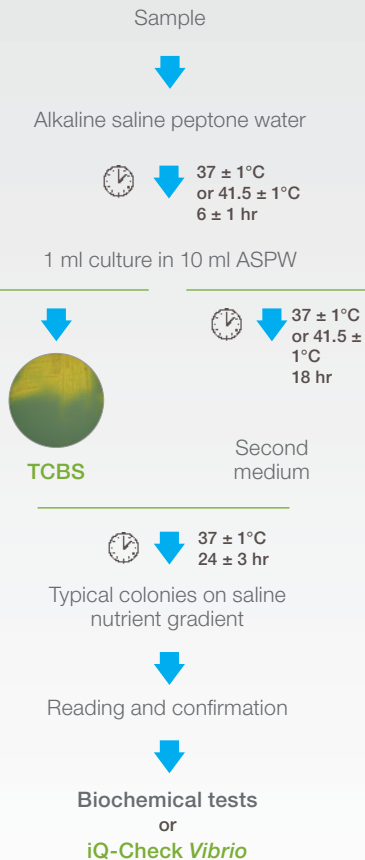 Sample
Alkaline saline peptone water
37 ± 1°C
or 41.5 ± 1°C
6 ± 1 hr
1 ml culture in 10 ml ASPW
37 ± 1°C
or 41.5 ±
1°C
18 hr
TCBS
Second
medium
37 ± 1°C
24 ± 3 hr
Typical colonies on saline
nutrient gradient
Reading and confirmation
Biochemical tests
or
iQ-Check Vibrio